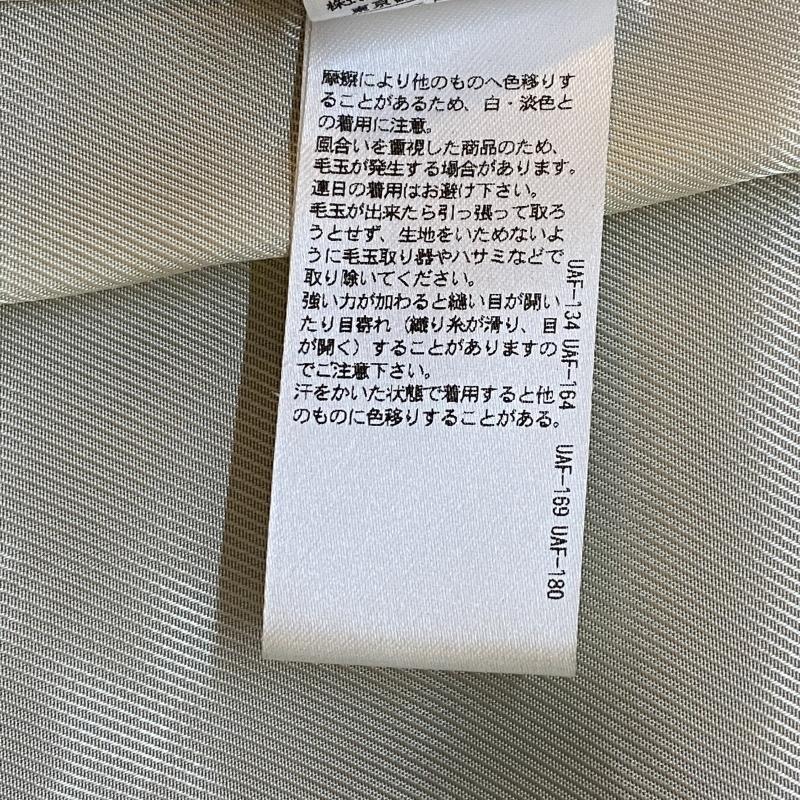 東京
摩擦により他のものへ色移りす
ることがあるため、白・淡色と
の着用に注意。
風合いを重視した商品のため、
毛玉が発生する場合があります。
連日の着用はお避け下さい。
毛玉が出来たら引っ張って取ろ
うとせず、生地をいためないよ
うに毛玉取り器やハサミなどで
取り除いてください。
強い力が加わると縫い目が開い
たり目寄れ（織り糸が滑り、目
が開く）することがありますの
でご注意下さい。
汗をかいた状態で着用すると他
のものに色移りすることがある。
UAF-134 UAF-164
UAF-169 UAF-180